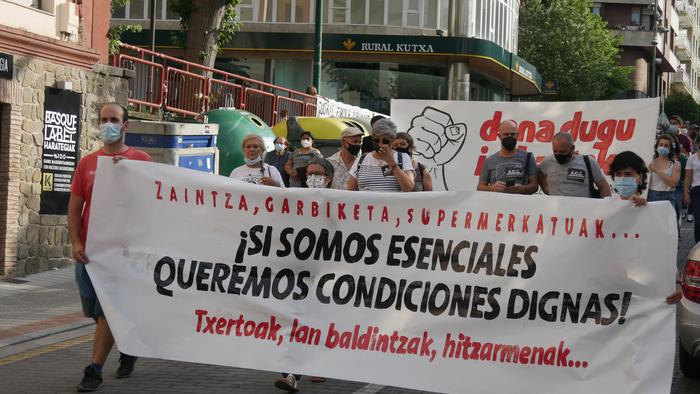 RURAL KUTXA
BASQUE
LABEL
HARATEGIA
dena dugu
ZAINTZA, GARBIKETA, SUPERMERKATUAK...
¡SI SOMOS ESENCIALES
QUEREMOS CONDICIONES DIGNAS!
Txertoak, lan baldintzak, hitzarmenak...